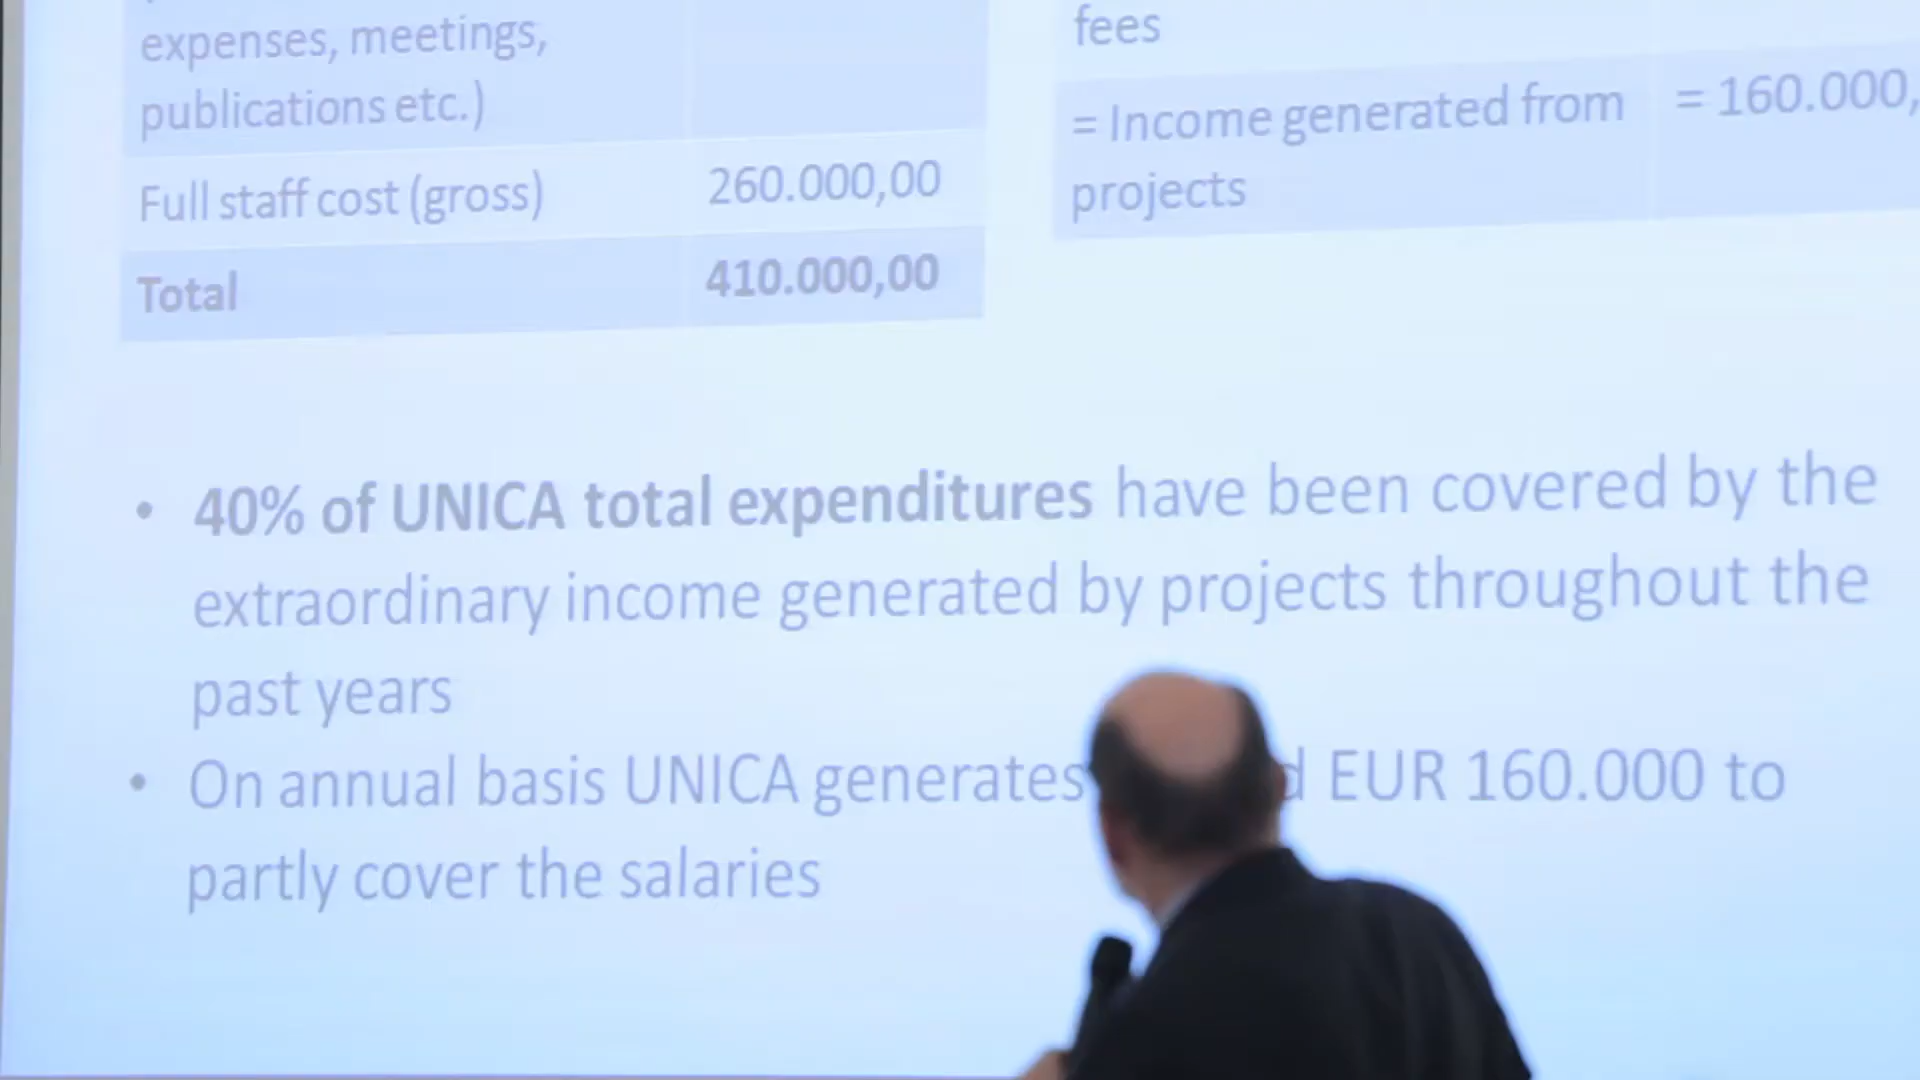 expenses, meetings,
publications etc.)
Full staff cost (gross) 260.000,00
Total 410.000,00
fees
= Income generated from = 160.000,
projects
• 40% of UNICA total expenditures have been covered by the
extraordinary income generated by projects throughout the
past years
• On annual basis UNICA generates EUR 160.000 to
partly cover the salaries